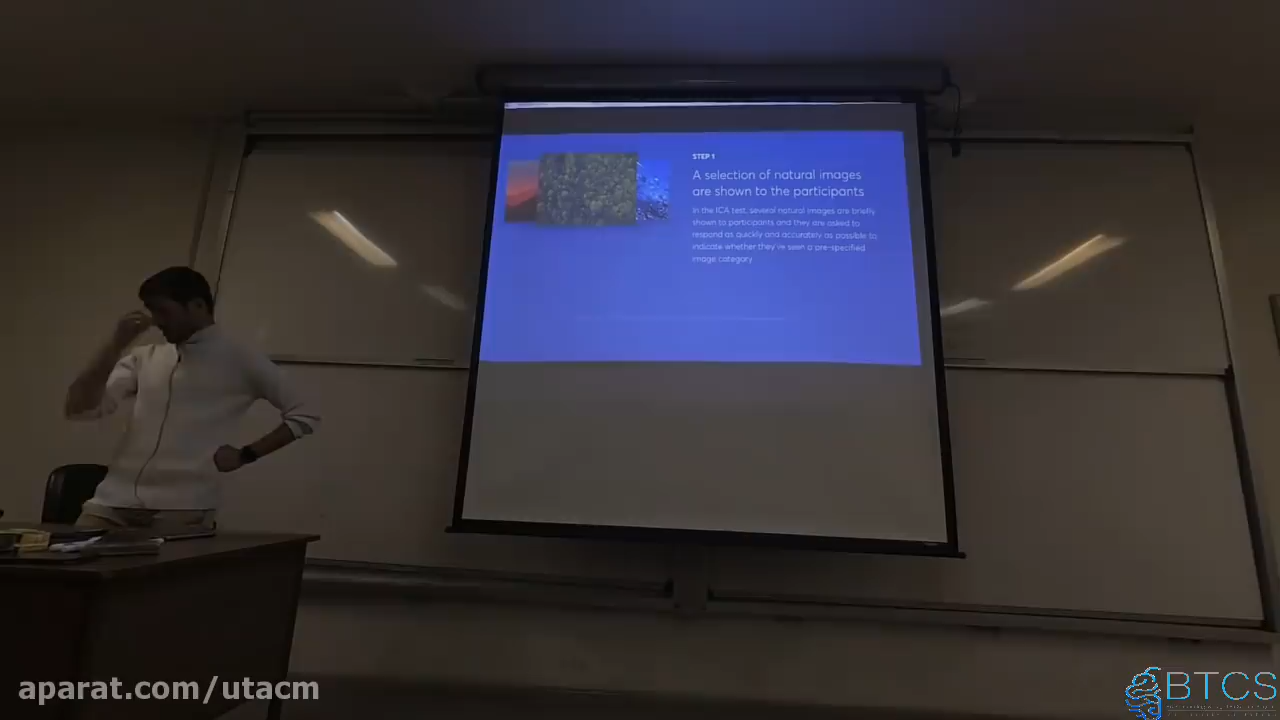 STEP 1
A selection of natural images
are shown to the participants
In the ICA test, several natural images are briefly
shown to participants and they are asked to
respond as quickly and accurately as possible to
indicate whether they've seen a pre-specified
image category
aparat.com/utacm
BTCS